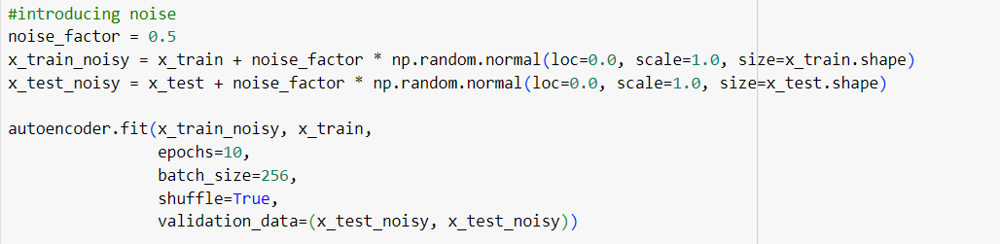 #introducing noise
noise_factor = 0.5
x_train_noisy = x_train + noise_factor * np.random.normal(loc=0.0, scale=1.0, size=x_train.shape)
x_test_noisy = x_test + noise_factor * np.random.normal(loc=0.0, scale=1.0, size=x_test.shape)
autoencoder.fit(x_train_noisy, x_train,
epochs=10,
batch_size=256,
shuffle=True,
validation_data=(x_test_noisy, x_test_noisy))